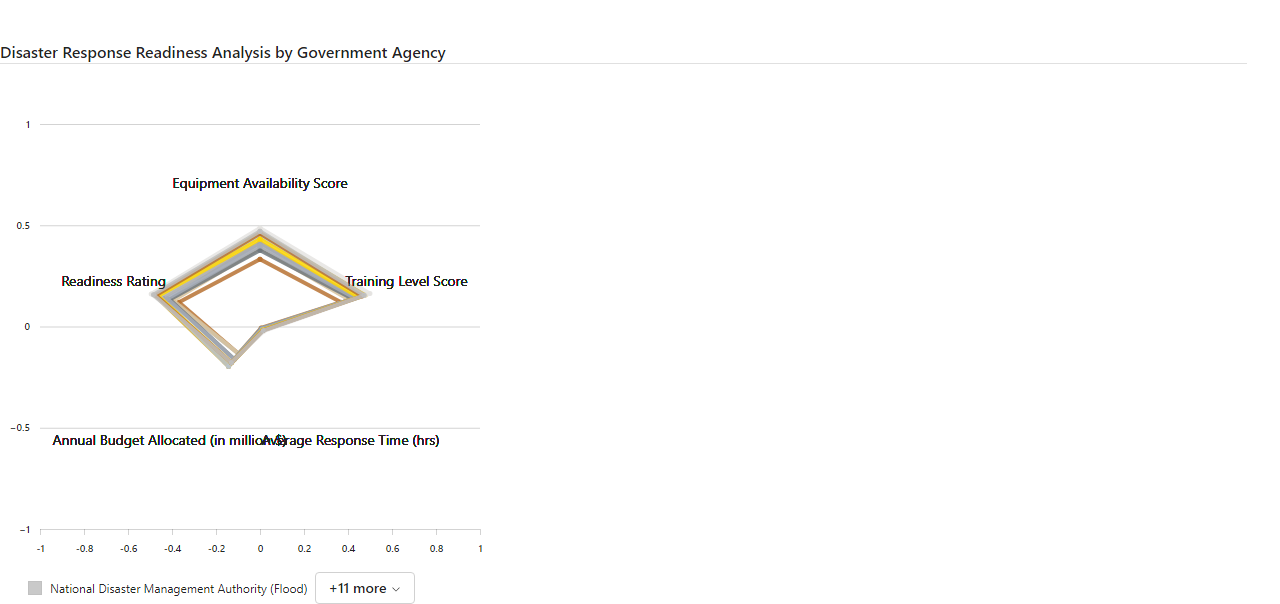 Disaster Response Readiness Analysis by Government Agency
1
Equipment Availability Score
0.5
Readiness Rating
Training Level Score
0
−0.5
Annual Budget Allocated (in million $)
Average Response Time (hrs)
−1
-1 -0.8 -0.6 -0.4 -0.2 0 0.2 0.4 0.6 0.8 1
National Disaster Management Authority (Flood) +11 more